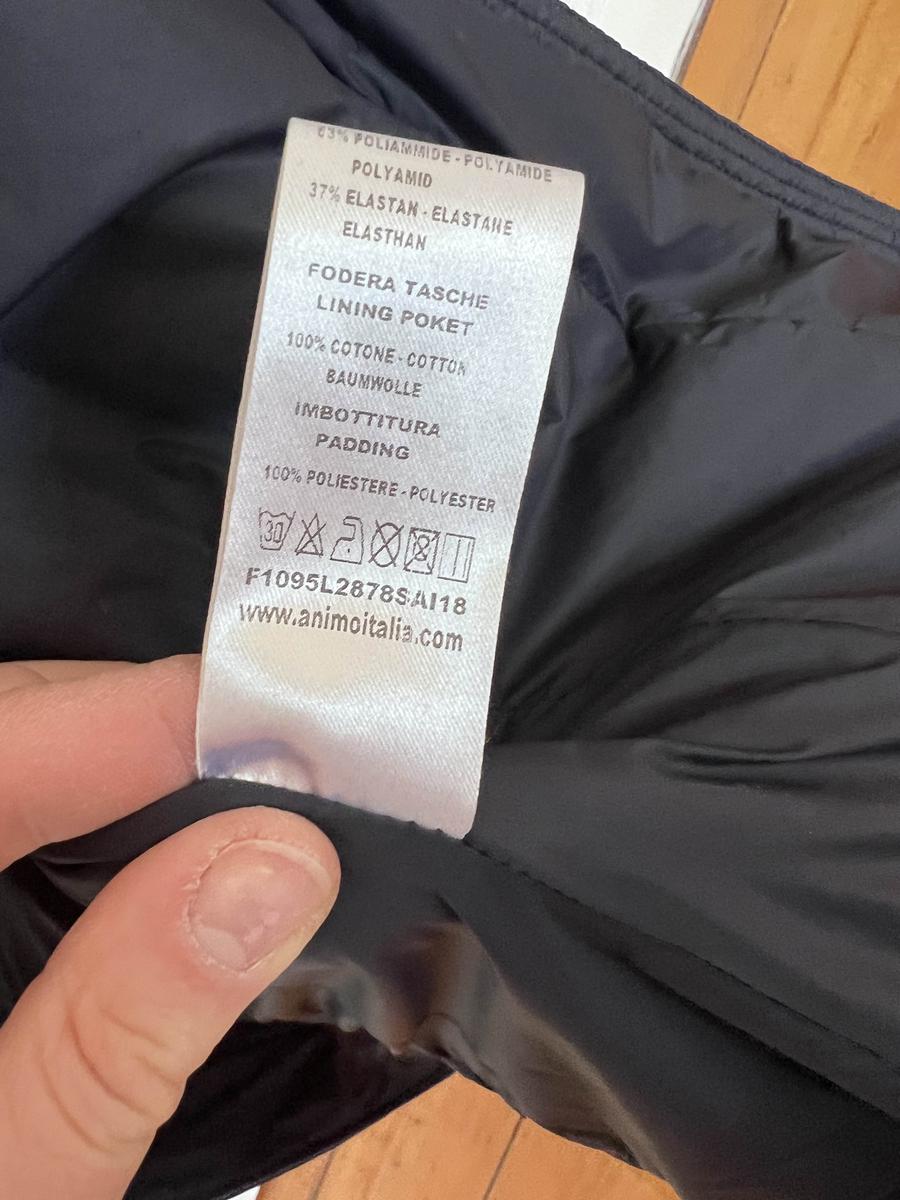 63% POLIAMMIDE - POLYAMIDE
POLYAMID
37% ELASTAN - ELASTANE
ELASTHAN
FODERA TASCHE
LINING POKET
100% COTONE - COTTON
BAUMWOLLE
IMBOTTITURA
PADDING
100% POLIESTERE - POLYESTER
30
F1095L2878SAI18
www.animoitalia.com